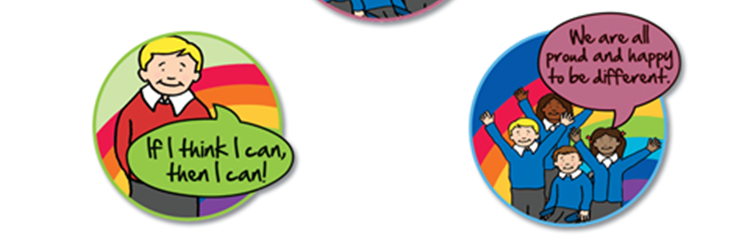 If I think I can,
then I can!
We are all
proud and happy
to be different.